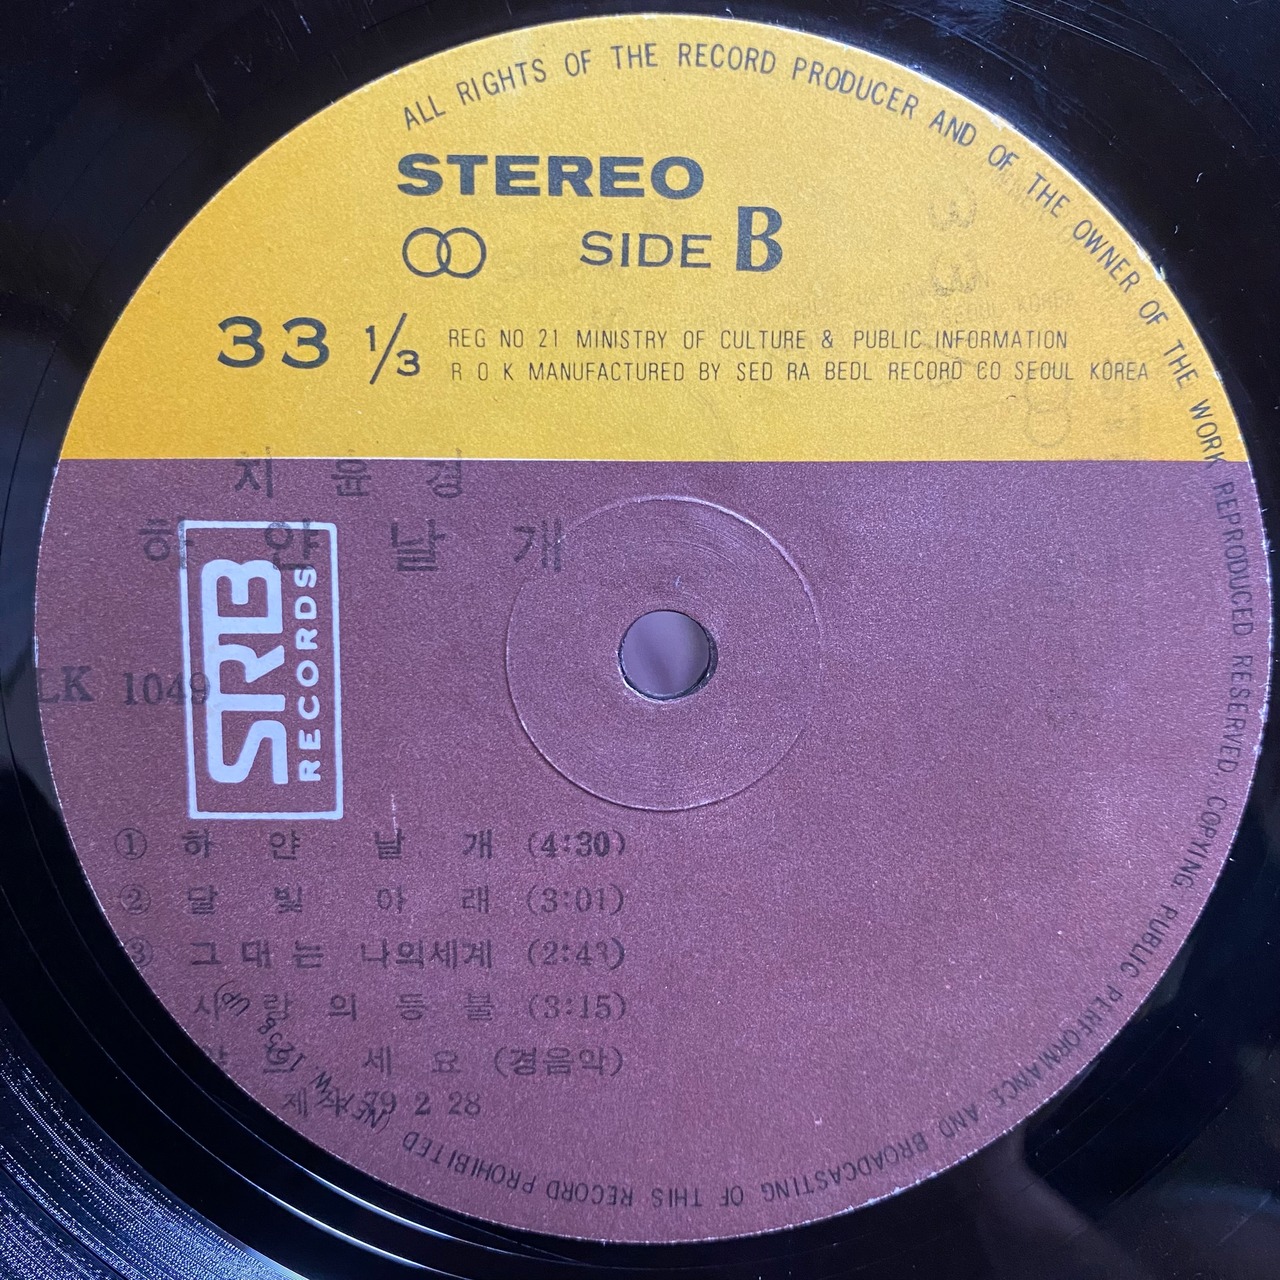 ALL RIGHTS OF THE RECORD PRODUCER AND OF THE OWNER OF THE WORK REPRODUCED RESERVED. COPYING PUBLIC PERFORMANCE AND BROADCASTING OF THIS RECORD PROHIBITED
STEREO
SIDE B
33 1/3
REG NO 21 MINISTRY OF CULTURE & PUBLIC INFORMATION
R O K MANUFACTURED BY SEO RA BEOL RECORD CO SEOUL KOREA
지 윤 경
하 얀 날 개
SRB
RECORDS
LK 1049
① 하 얀 날 개 (4:30)
② 달 빛 아 래 (3:01)
③ 그 대 는 나의세계 (2:43)
사 랑 의 등 불 (3:15)
세 요 (경음악)
79 2 28